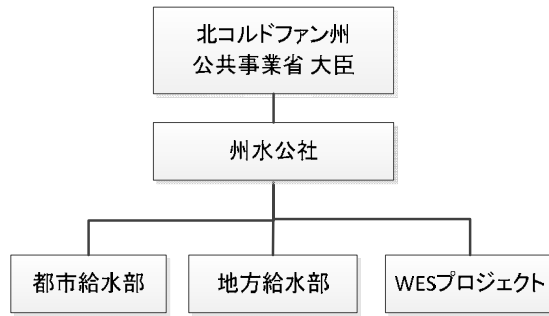 北コルドファン州
公共事業省 大臣
州水公社
都市給水部
地方給水部
WESプロジェクト